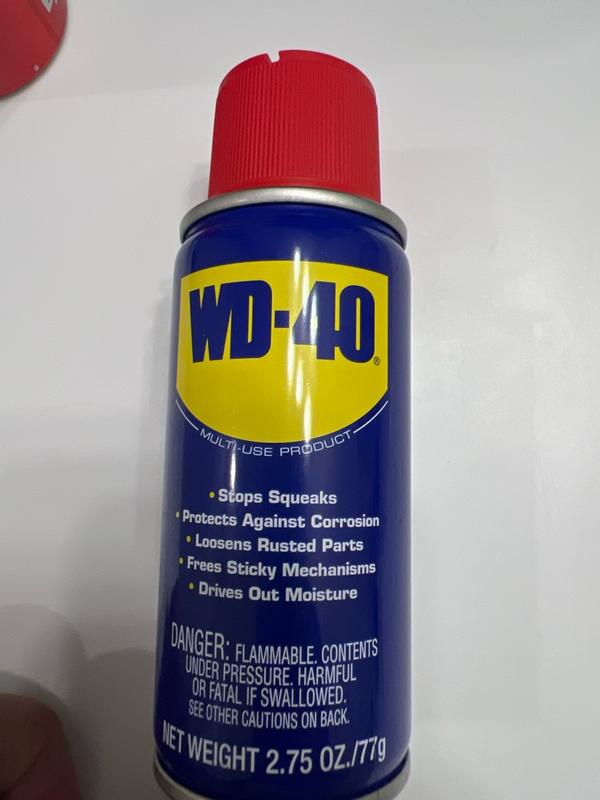 WD-40®
MULTI-USE PRODUCT
• Stops Squeaks
• Protects Against Corrosion
• Loosens Rusted Parts
• Frees Sticky Mechanisms
• Drives Out Moisture
DANGER: FLAMMABLE. CONTENTS
UNDER PRESSURE. HARMFUL
OR FATAL IF SWALLOWED.
SEE OTHER CAUTIONS ON BACK.
NET WEIGHT 2.75 OZ./77g